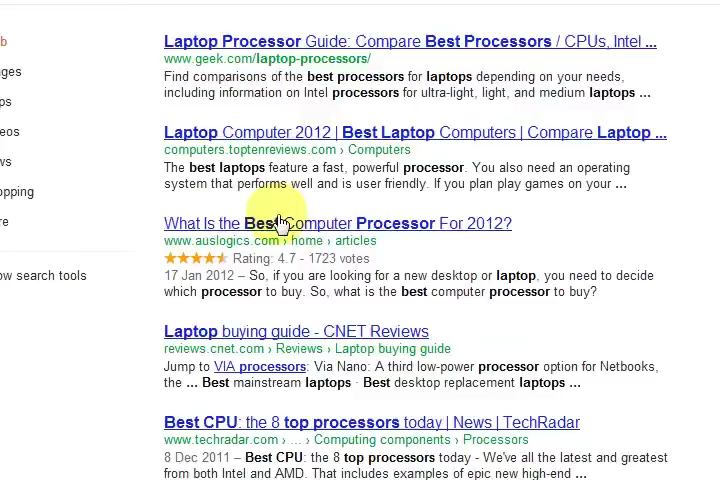 Laptop Processor Guide: Compare Best Processors / CPUs, Intel ...
www.geek.com/laptop-processors/
Find comparisons of the best processors for laptops depending on your needs,
including information on Intel processors for ultra-light, light, and medium laptops ...
Laptop Computer 2012 | Best Laptop Computers | Compare Laptop ...
computers.toptenreviews.com › Computers
The best laptops feature a fast, powerful processor. You also need an operating
system that performs well and is user friendly. If you plan play games on your ...
What Is the Best Computer Processor For 2012?
www.auslogics.com › home › articles
Rating: 4.7 - 1723 votes
17 Jan 2012 – So, if you are looking for a new desktop or laptop, you need to decide
which processor to buy. So, what is the best computer processor to buy?
Laptop buying guide - CNET Reviews
reviews.cnet.com › Reviews › Laptop buying guide
Jump to VIA processors: Via Nano: A third low-power processor option for Netbooks,
the ... Best mainstream laptops · Best desktop replacement laptops ...
Best CPU: the 8 top processors today | News | TechRadar
www.techradar.com › ... › Computing components › Processors
8 Dec 2011 – Best CPU: the 8 top processors today - We've all the latest and greatest
from both Intel and AMD. That includes examples of epic new high-end ...
b
ges
ps
eos
ws
opping
re
ow search tools